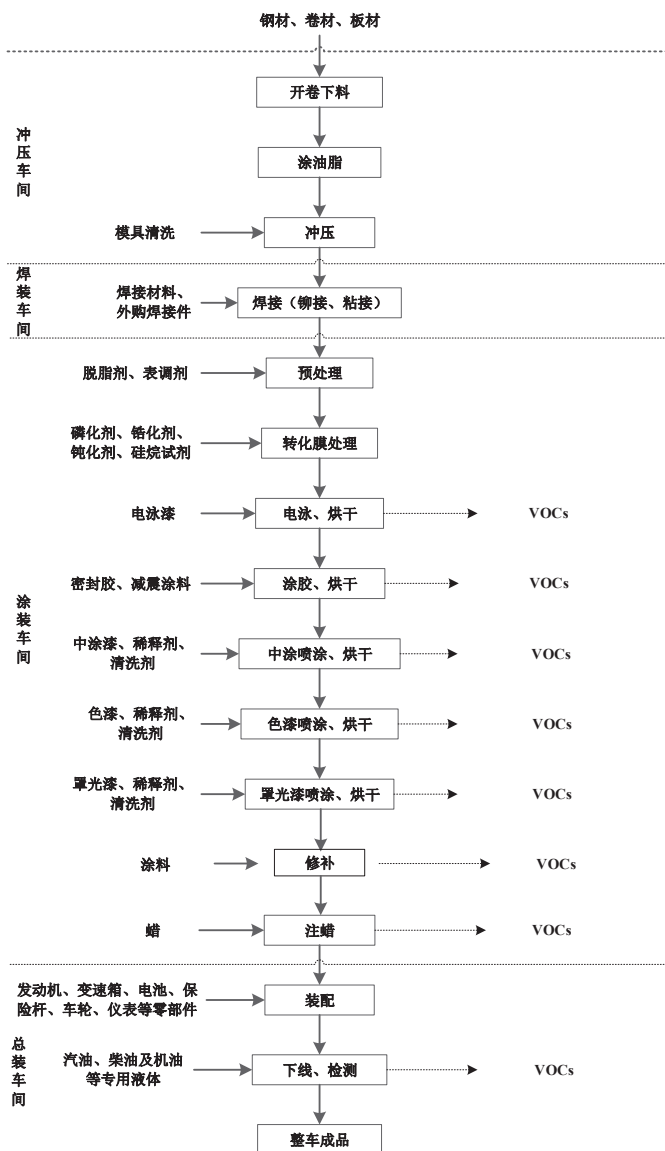 钢材、卷材、板材
冲压车间
开卷下料
涂油脂
模具清洗
冲压
焊装车间
焊接材料、
外购焊接件
焊接（铆接、粘接）
涂装车间
脱脂剂、表调剂
预处理
磷化剂、锆化剂、
钝化剂、硅烷试剂
转化膜处理
电泳漆
电泳、烘干
VOCs
密封胶、减震涂料
涂胶、烘干
VOCs
中涂漆、稀释剂、
清洗剂
中涂喷涂、烘干
VOCs
色漆、稀释剂、
清洗剂
色漆喷涂、烘干
VOCs
罩光漆、稀释剂、
清洗剂
罩光漆喷涂、烘干
VOCs
涂料
修补
VOCs
蜡
注蜡
VOCs
总装车间
发动机、变速箱、电池、保
险杆、车轮、仪表等零部件
装配
汽油、柴油及机油
等专用液体
下线、检测
VOCs
整车成品